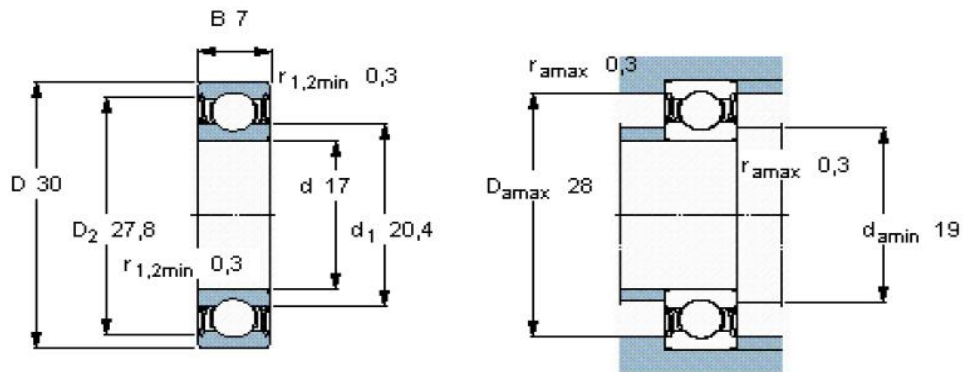 B 7
r1,2min 0,3
D 30
D2 27,8
d 17
d1 20,4
r1,2min 0,3
ramax 0,3
Damax 28
ramax 0,3
damin 19